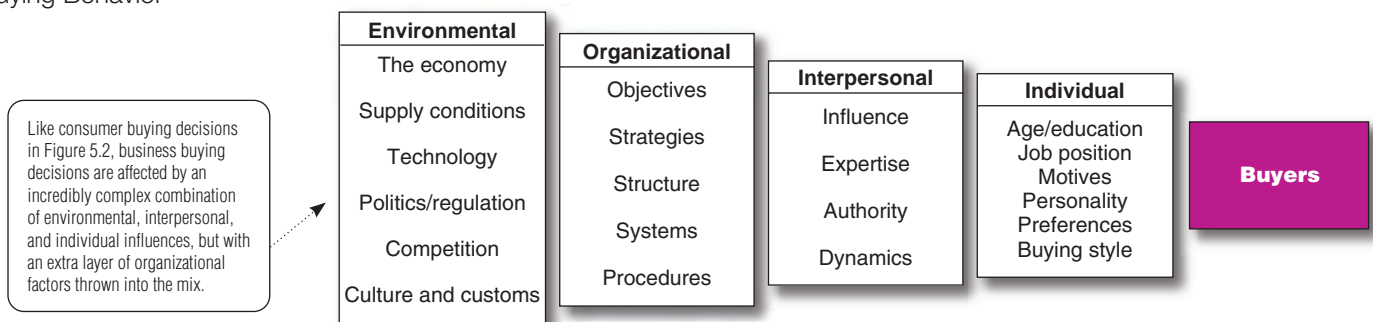 Buying Behavior
Like consumer buying decisions
in Figure 5.2, business buying
decisions are affected by an
incredibly complex combination
of environmental, interpersonal,
and individual influences, but with
an extra layer of organizational
factors thrown into the mix.
Environmental
The economy
Supply conditions
Technology
Politics/regulation
Competition
Culture and customs
Organizational
Objectives
Strategies
Structure
Systems
Procedures
Interpersonal
Influence
Expertise
Authority
Dynamics
Individual
Age/education
Job position
Motives
Personality
Preferences
Buying style
Buyers